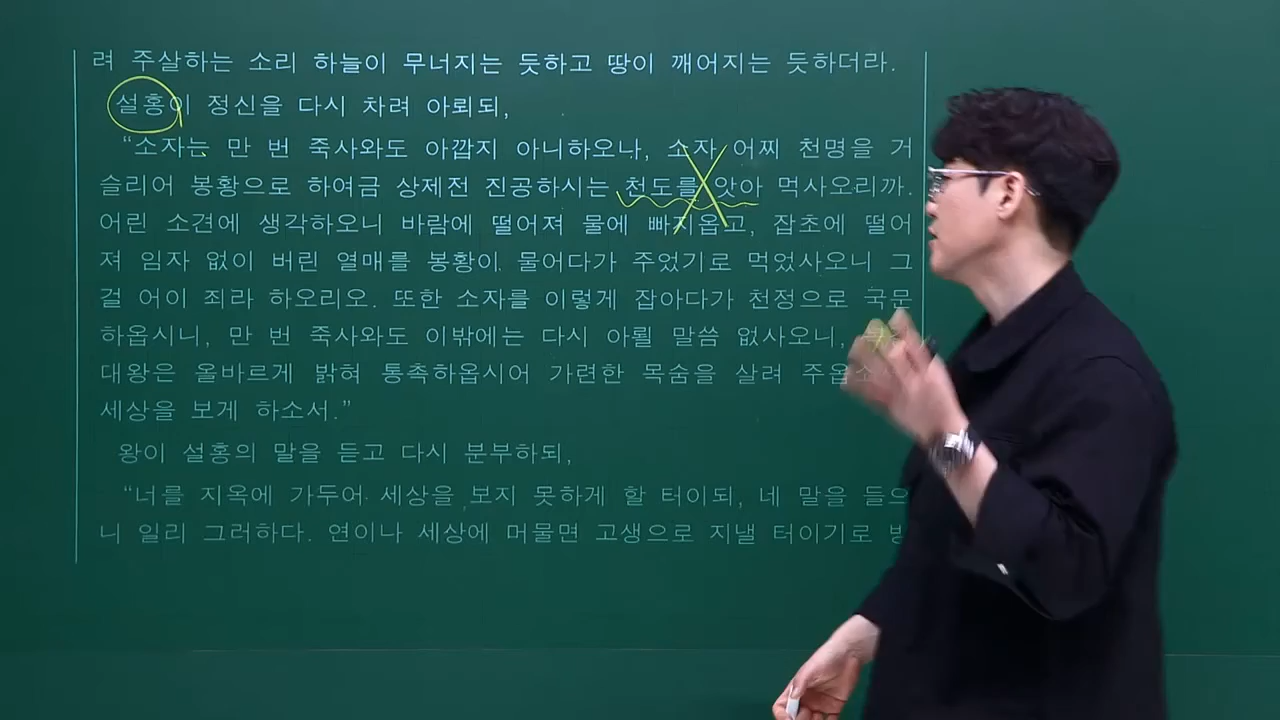 려 주살하는 소리 하늘이 무너지는 듯하고 땅이 깨어지는 듯하더라.
설홍이 정신을 다시 차려 아뢰되,
“소자는 만 번 죽사와도 아깝지 아니하오나, 소자 어찌 천명을 거
슬리어 봉황으로 하여금 상제전 진공하시는 천도를 앗아 먹사오리까.
어린 소견에 생각하오니 바람에 떨어져 물에 빠지옵고, 잡초에 떨어
져 임자 없이 버린 열매를 봉황이 물어다가 주었기로 먹었사오니 그
걸 어이 죄라 하오리오. 또한 소자를 이렇게 잡아다가 천정으로 국문
하옵시니, 만 번 죽사와도 이밖에는 다시 아뢸 말씀 없사오니,
대왕은 올바르게 밝혀 통촉하옵시어 가련한 목숨을 살려
세상을 보게 하소서.”
왕이 설홍의 말을 듣고 다시 분부하되,
“너를 지옥에 가두어 세상을 보지 못하게 할 터이되, 네 말을 들으
니 일리 그러하다. 연이나 세상에 머물면 고생으로 지낼 터이기로